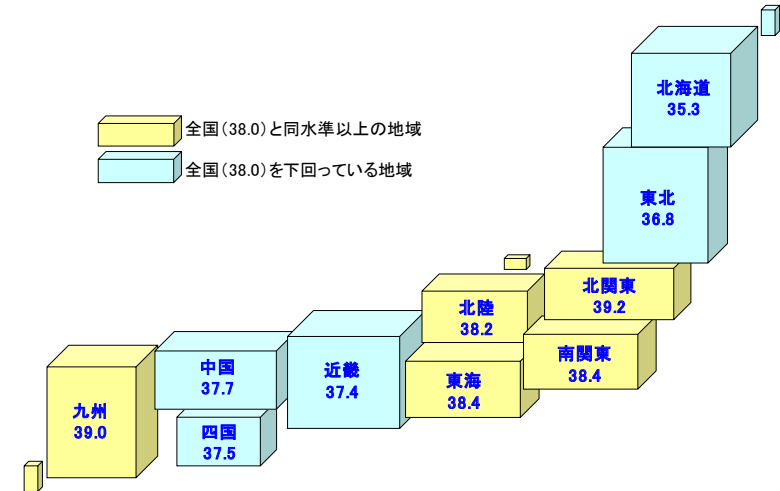 北海道
35.3
全国（38.0）と同水準以上の地域
全国（38.0）を下回っている地域
東北
36.8
北関東
39.2
北陸
38.2
南関東
38.4
中国
37.7
近畿
37.4
東海
38.4
九州
39.0
四国
37.5